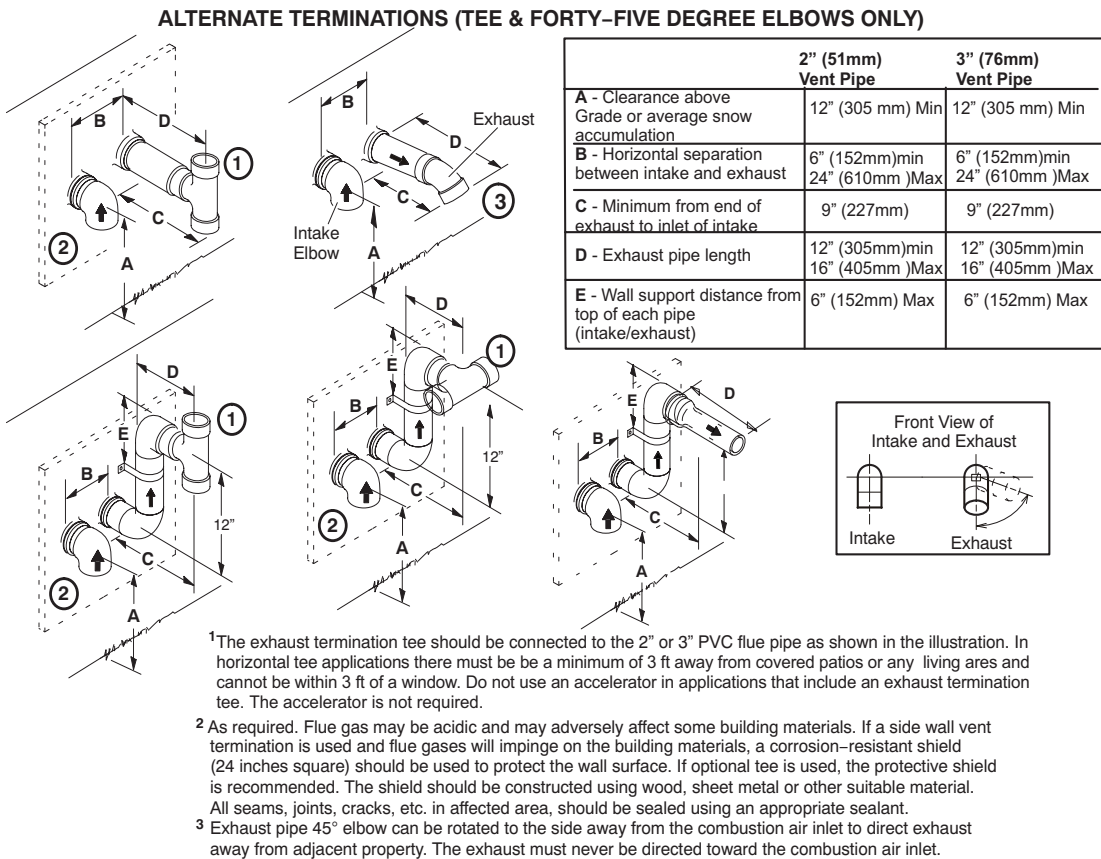 ALTERNATE TERMINATIONS (TEE & FORTY–FIVE DEGREE ELBOWS ONLY)
B
D
1
C
2
A
B
Exhaust
D
C
3
Intake
Elbow
A
2” (51mm)
Vent Pipe
3” (76mm)
Vent Pipe
A - Clearance above
Grade or average snow
accumulation
12” (305 mm) Min
12” (305 mm) Min
B - Horizontal separation
between intake and exhaust
6” (152mm)min
24” (610mm )Max
6” (152mm)min
24” (610mm )Max
C - Minimum from end of
exhaust to inlet of intake
9” (227mm)
9” (227mm)
D - Exhaust pipe length
12” (305mm)min
16” (405mm )Max
12” (305mm)min
16” (405mm )Max
E - Wall support distance from
top of each pipe
(intake/exhaust)
6” (152mm) Max
6” (152mm) Max
D
1
E
B
12”
C
2
A
D
1
E
B
12”
C
2
A
D
E
B
C
A
Front View of
Intake and Exhaust
Intake
Exhaust
1The exhaust termination tee should be connected to the 2” or 3” PVC flue pipe as shown in the illustration. In
horizontal tee applications there must be be a minimum of 3 ft away from covered patios or any living ares and
cannot be within 3 ft of a window. Do not use an accelerator in applications that include an exhaust termination
tee. The accelerator is not required.
2 As required. Flue gas may be acidic and may adversely affect some building materials. If a side wall vent
termination is used and flue gases will impinge on the building materials, a corrosion–resistant shield
(24 inches square) should be used to protect the wall surface. If optional tee is used, the protective shield
is recommended. The shield should be constructed using wood, sheet metal or other suitable material.
All seams, joints, cracks, etc. in affected area, should be sealed using an appropriate sealant.
3 Exhaust pipe 45° elbow can be rotated to the side away from the combustion air inlet to direct exhaust
away from adjacent property. The exhaust must never be directed toward the combustion air inlet.